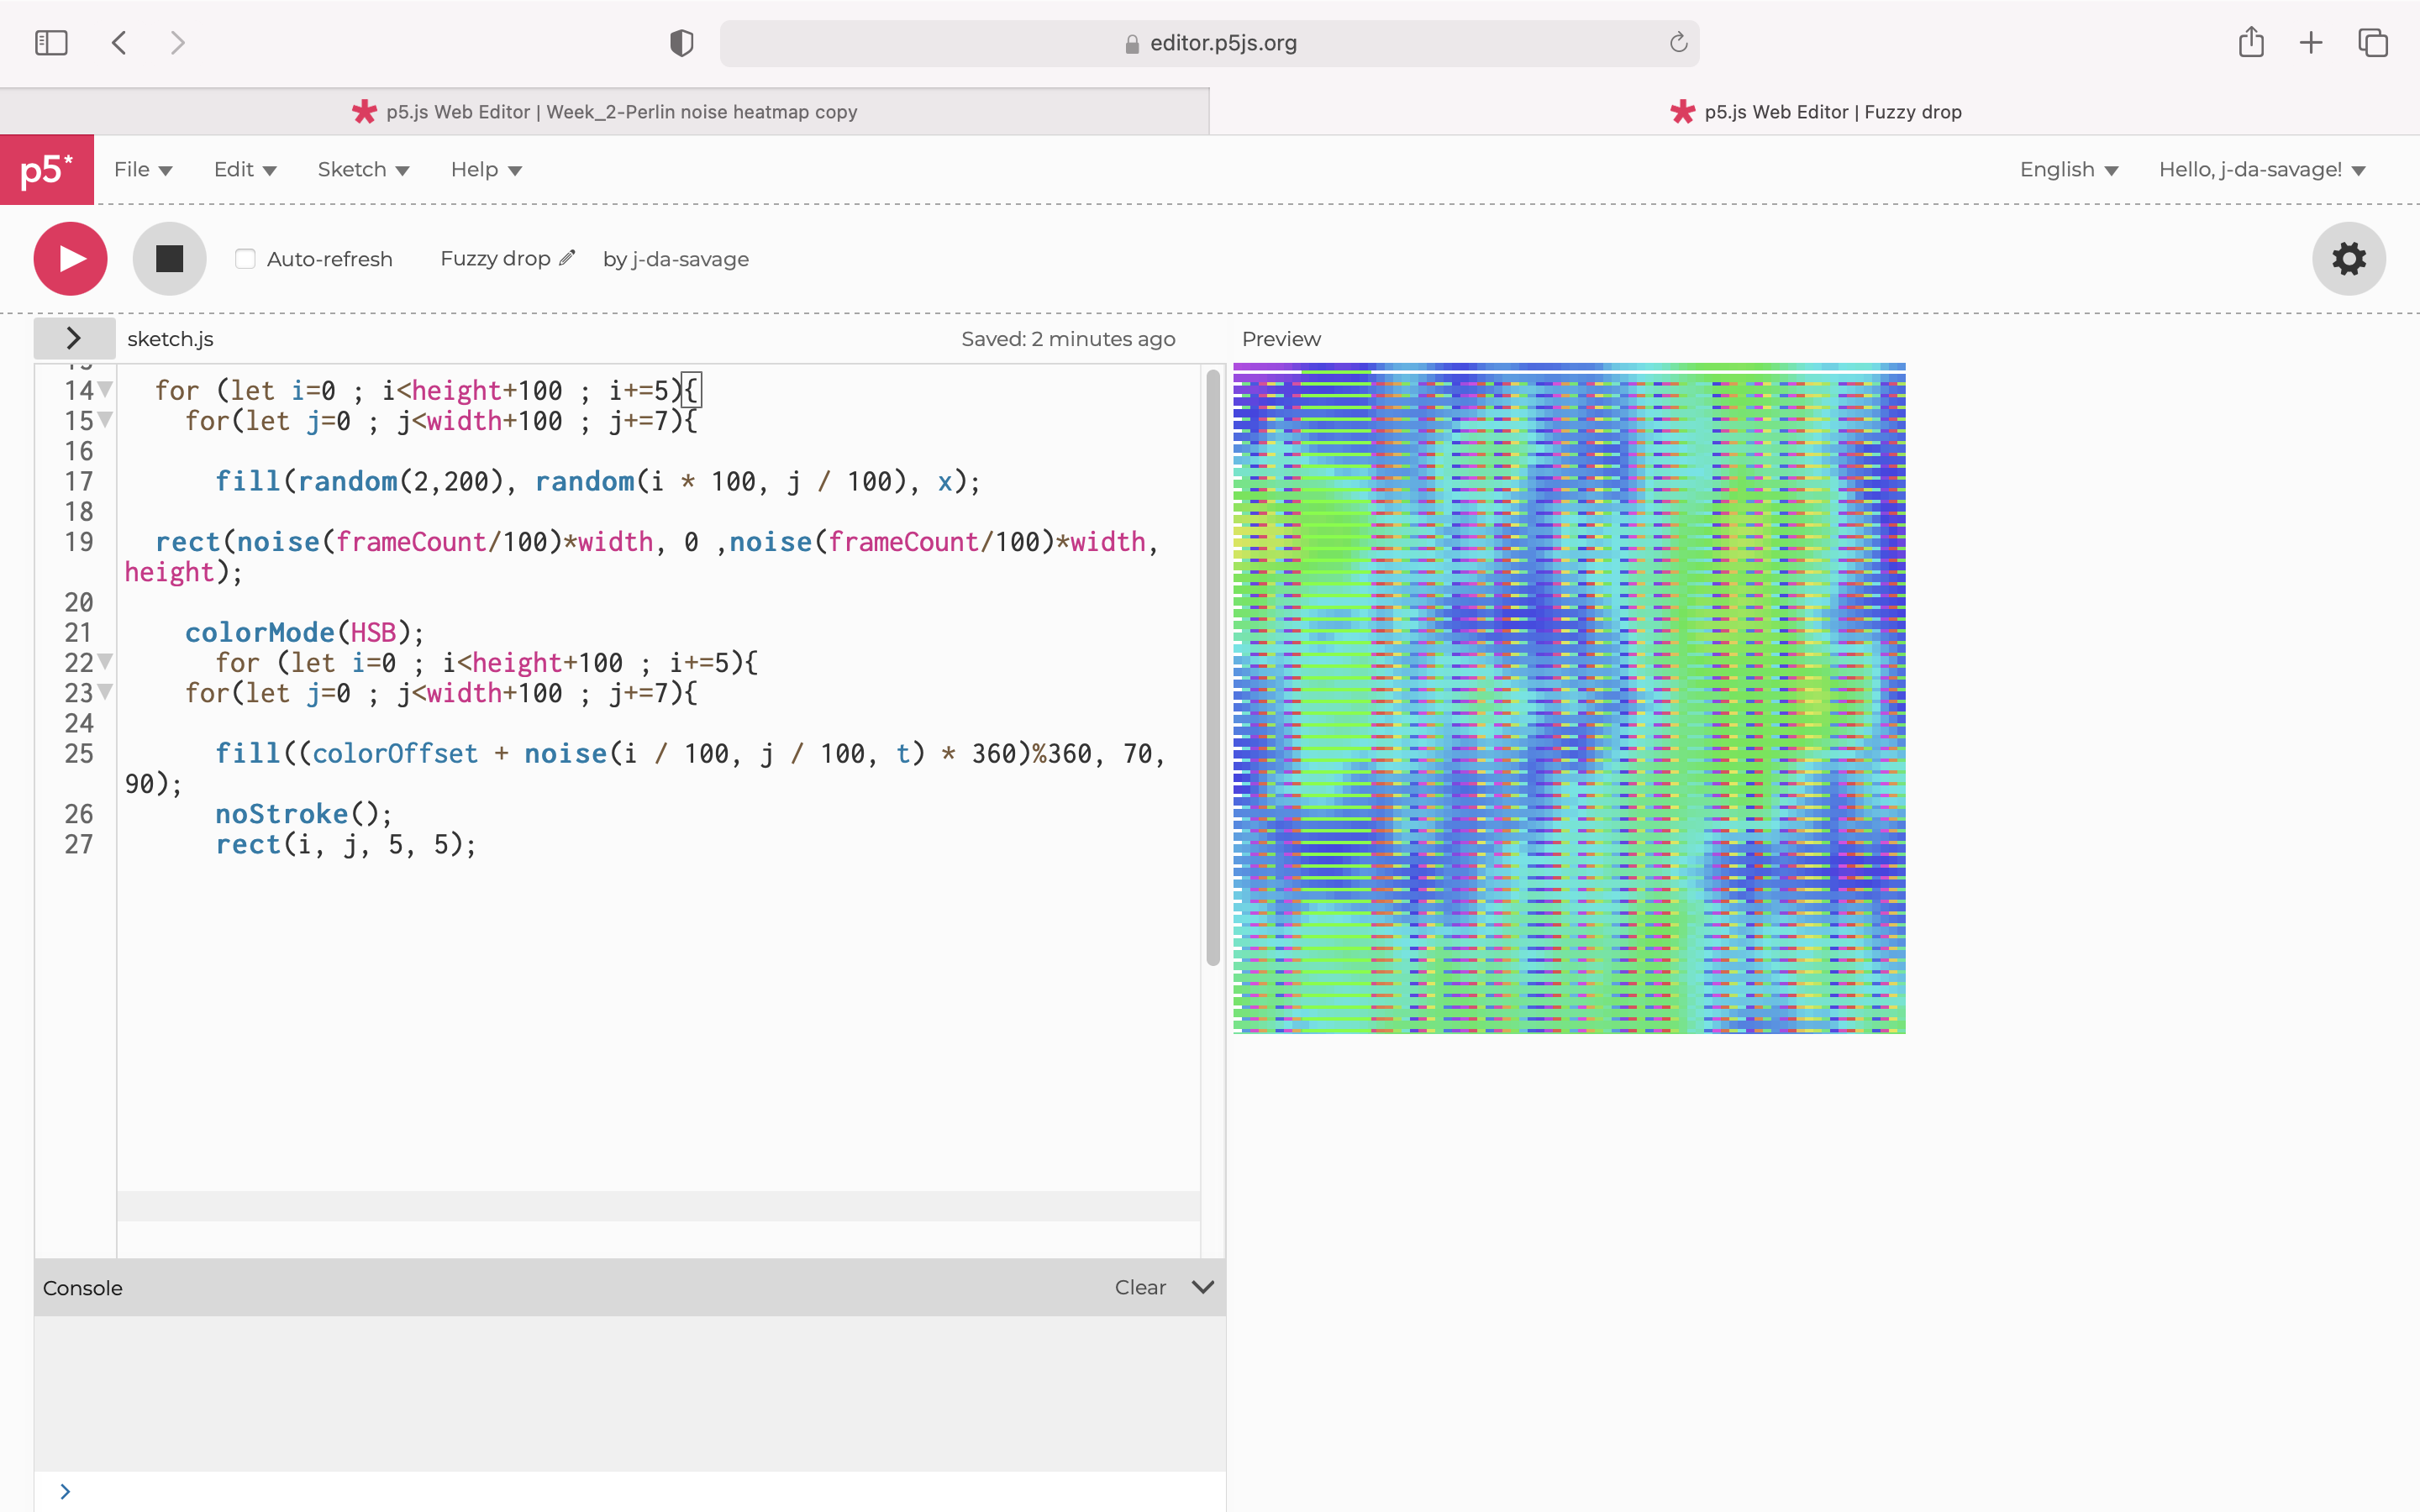 editor.p5js.org
p5.js Web Editor | Week_2-Perlin noise heatmap copy
p5.js Web Editor | Fuzzy drop
p5* File Edit Sketch Help English Hello, j-da-savage!
Auto-refresh Fuzzy drop by j-da-savage
sketch.js Saved: 2 minutes ago Preview
14 for (let i=0 ; i<height+100 ; i+=5){
15 for(let j=0 ; j<width+100 ; j+=7){
16
17 fill(random(2,200), random(i * 100, j / 100), x);
18
19 rect(noise(frameCount/100)*width, 0 ,noise(frameCount/100)*width,
height);
20
21 colorMode(HSB);
22 for (let i=0 ; i<height+100 ; i+=5){
23 for(let j=0 ; j<width+100 ; j+=7){
24
25 fill((colorOffset + noise(i / 100, j / 100, t) * 360)%360, 70,
90);
26 noStroke();
27 rect(i, j, 5, 5);
Console Clear